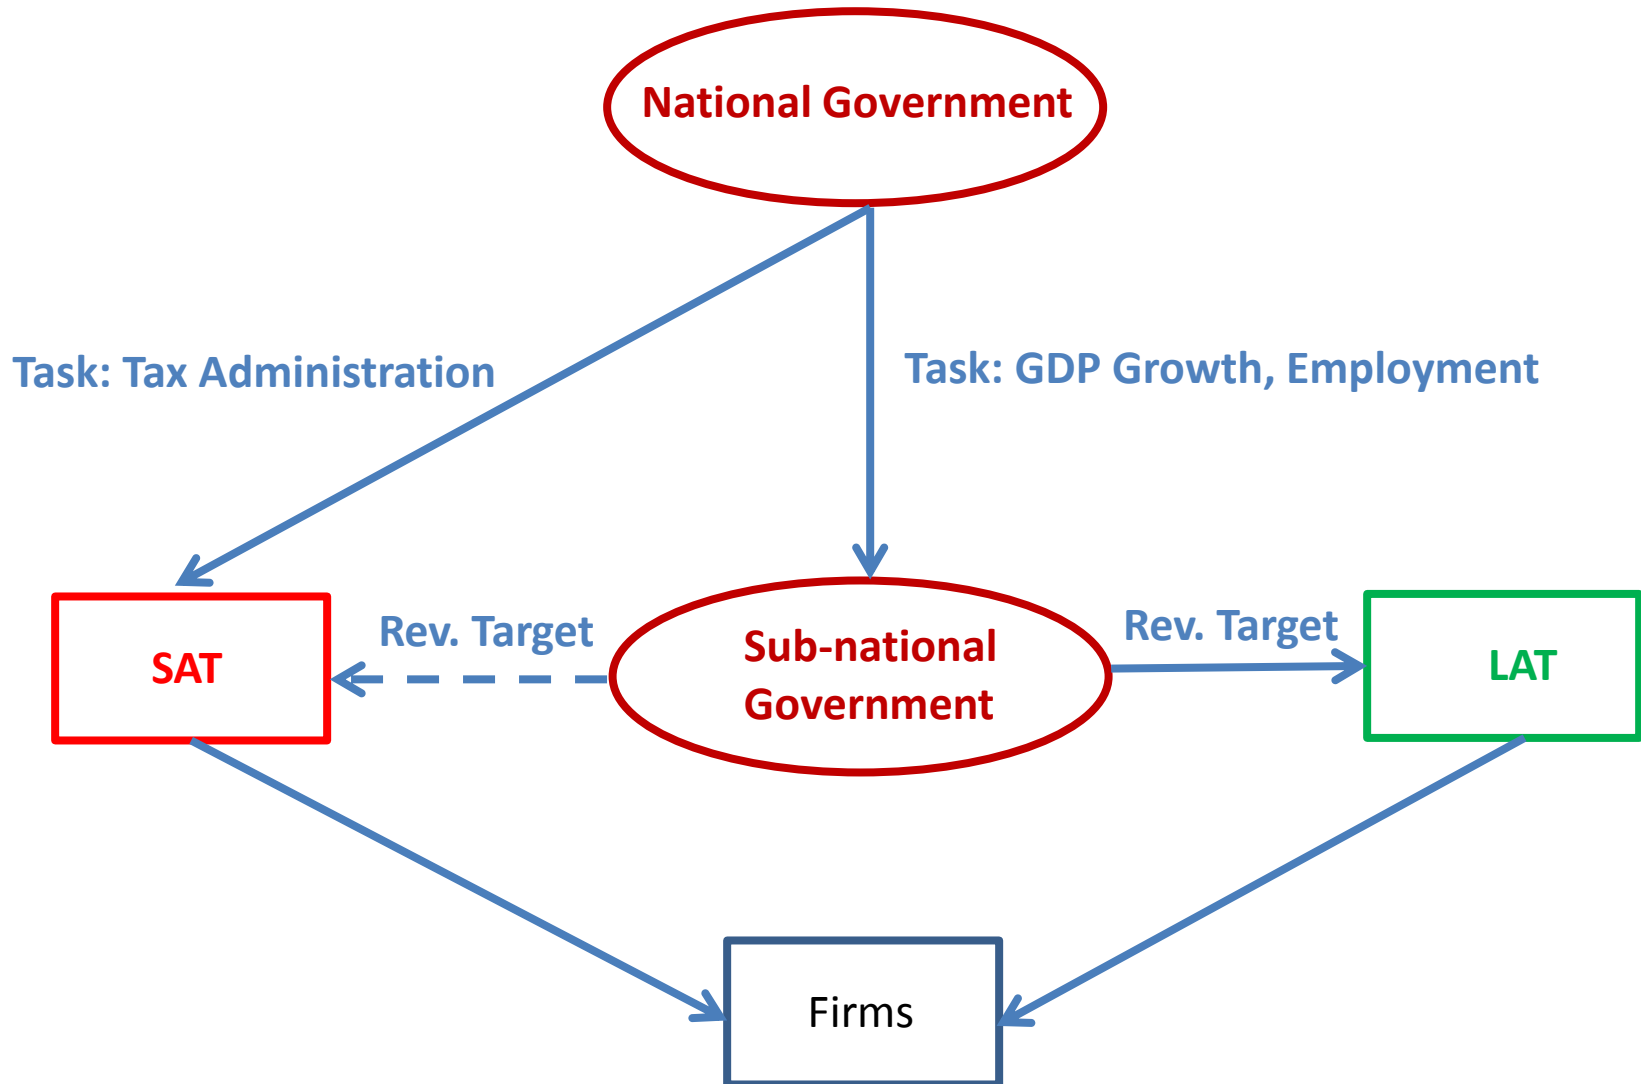 National Government
Task: Tax Administration
Task: GDP Growth, Employment
SAT
Rev. Target
Sub-national
Government
Rev. Target
LAT
Firms